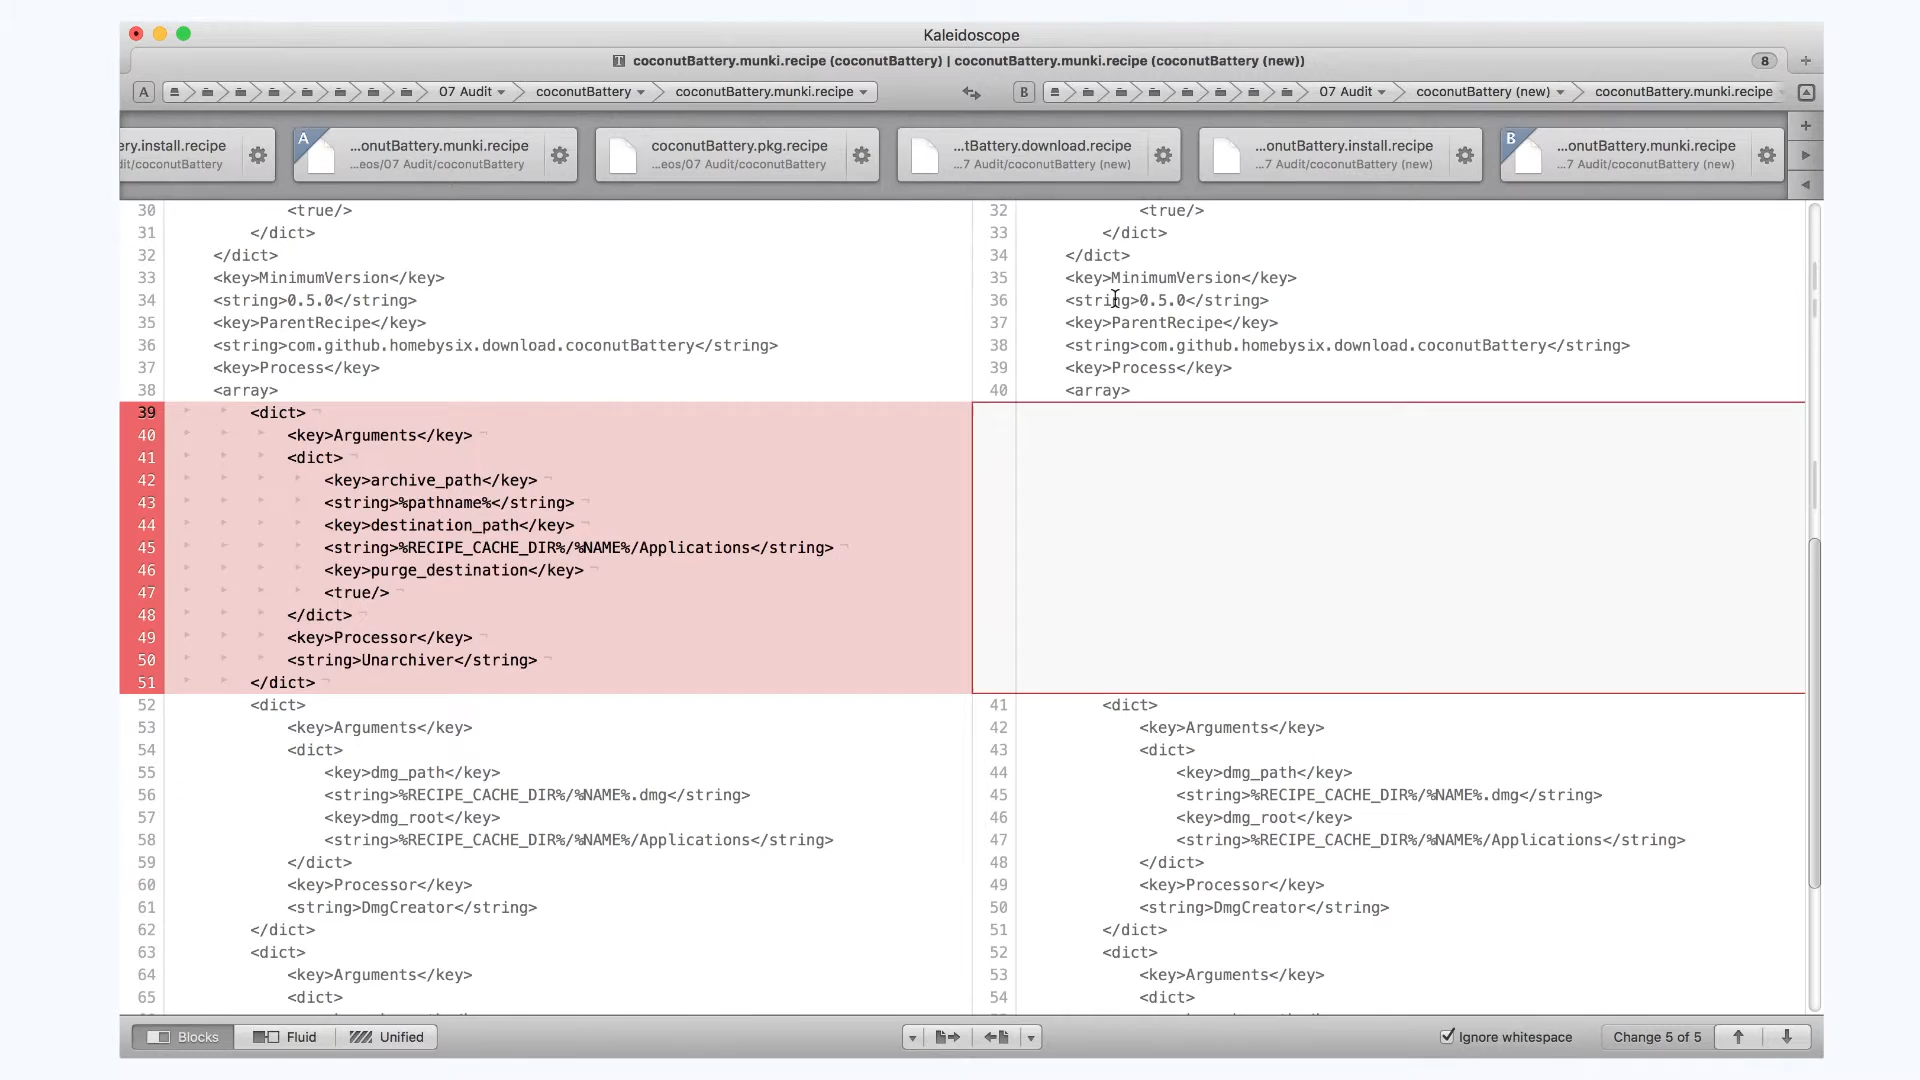 Kaleidoscope
coconutBattery.munki.recipe (coconutBattery) | coconutBattery.munki.recipe (coconutBattery (new))
8
A 07 Audit coconutBattery coconutBattery.munki.recipe
B 07 Audit coconutBattery (new) coconutBattery.munki.recipe
ery.install.recipe
dit/coconutBattery
A
...onutBattery.munki.recipe
...eos/07 Audit/coconutBattery
coconutBattery.pkg.recipe
...eos/07 Audit/coconutBattery
...tBattery.download.recipe
...7 Audit/coconutBattery (new)
...onutBattery.install.recipe
...7 Audit/coconutBattery (new)
B
...onutBattery.munki.recipe
...7 Audit/coconutBattery (new)
30 <true/>
31 </dict>
32 </dict>
33 <key>MinimumVersion</key>
34 <string>0.5.0</string>
35 <key>ParentRecipe</key>
36 <string>com.github.homebysix.download.coconutBattery</string>
37 <key>Process</key>
38 <array>
39 <dict>
40 <key>Arguments</key>
41 <dict>
42 <key>archive_path</key>
43 <string>%pathname%</string>
44 <key>destination_path</key>
45 <string>%RECIPE_CACHE_DIR%/%NAME%/Applications</string>
46 <key>purge_destination</key>
47 <true/>
48 </dict>
49 <key>Processor</key>
50 <string>Unarchiver</string>
51 </dict>
52 <dict>
53 <key>Arguments</key>
54 <dict>
55 <key>dmg_path</key>
56 <string>%RECIPE_CACHE_DIR%/%NAME%.dmg</string>
57 <key>dmg_root</key>
58 <string>%RECIPE_CACHE_DIR%/%NAME%/Applications</string>
59 </dict>
60 <key>Processor</key>
61 <string>DmgCreator</string>
62 </dict>
63 <dict>
64 <key>Arguments</key>
65 <dict>
32 <true/>
33 </dict>
34 </dict>
35 <key>MinimumVersion</key>
36 <string>0.5.0</string>
37 <key>ParentRecipe</key>
38 <string>com.github.homebysix.download.coconutBattery</string>
39 <key>Process</key>
40 <array>
41 <dict>
42 <key>Arguments</key>
43 <dict>
44 <key>dmg_path</key>
45 <string>%RECIPE_CACHE_DIR%/%NAME%.dmg</string>
46 <key>dmg_root</key>
47 <string>%RECIPE_CACHE_DIR%/%NAME%/Applications</string>
48 </dict>
49 <key>Processor</key>
50 <string>DmgCreator</string>
51 </dict>
52 <dict>
53 <key>Arguments</key>
54 <dict>
Blocks Fluid Unified
Ignore whitespace Change 5 of 5